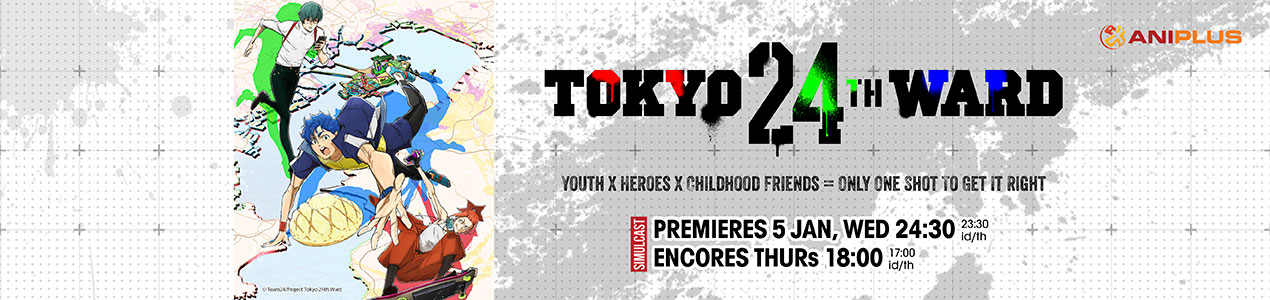 ANIPLUS
TOKYO 24TH WARD
YOUTH X HEROES X CHILDHOOD FRIENDS = ONLY ONE SHOT TO GET IT RIGHT
SIMULCAST
PREMIERES 5 JAN, WED 24:30 23:30 id/th
ENCORES THURs 18:00 17:00 id/th
© Team24/Project Tokyo 24th Ward